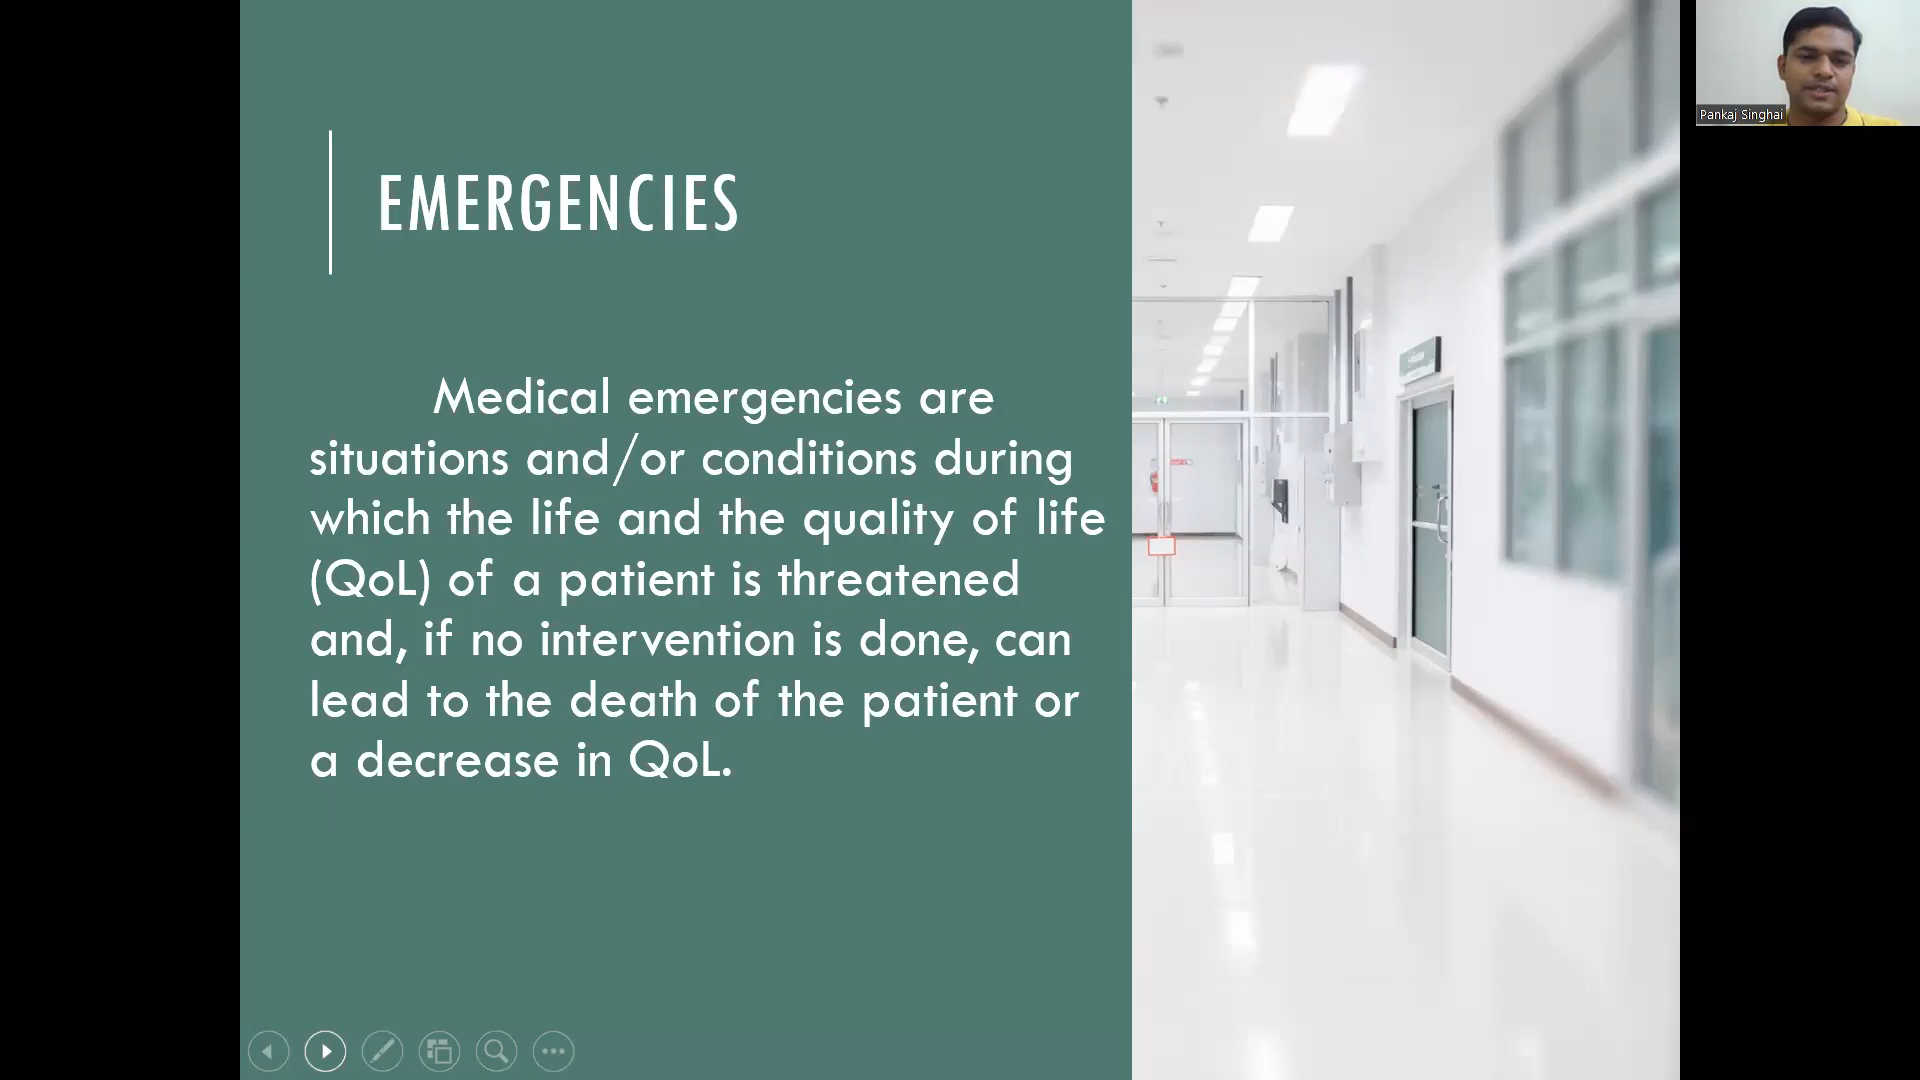 EMERGENCIES
Medical emergencies are
situations and/or conditions during
which the life and the quality of life
(QoL) of a patient is threatened
and, if no intervention is done, can
lead to the death of the patient or
a decrease in QoL.
Pankaj Singhai